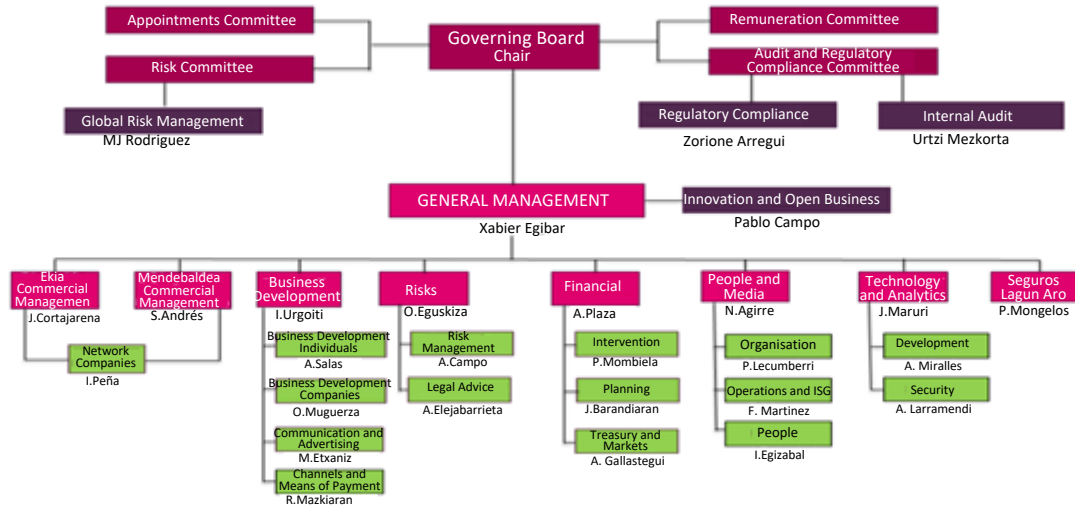 Appointments Committee
Governing Board
Chair
Remuneration Committee
Risk Committee
Audit and Regulatory
Compliance Committee
Global Risk Management
MJ Rodriguez
Regulatory Compliance
Zorione Arregui
Internal Audit
Urtzi Mezkorta
GENERAL MANAGEMENT
Xabier Egibar
Innovation and Open Business
Pablo Campo
Ekia
Commercial
Managemen
J.Cortajarena
Mendebaldea
Commercial
Management
S.Andrés
Network
Companies
I.Peña
Business
Development
I.Urgoiti
Business Development
Individuals
A.Salas
Business Development
Companies
O.Muguerza
Communication and
Advertising
M.Etxaniz
Channels and
Means of Payment
R.Mazkiaran
Risks
O.Eguskiza
Risk
Management
A.Campo
Legal Advice
A.Elejabarrieta
Financial
A.Plaza
Intervention
P.Mombiela
Planning
J.Barandiaran
Treasury and
Markets
A. Gallastegui
People and
Media
N.Agirre
Organisation
P.Lecumberri
Operations and ISG
F. Martinez
People
I.Egizabal
Technology
and Analytics
J.Maruri
Development
A. Miralles
Security
A. Larramendi
Seguros
Lagun Aro
P.Mongelos